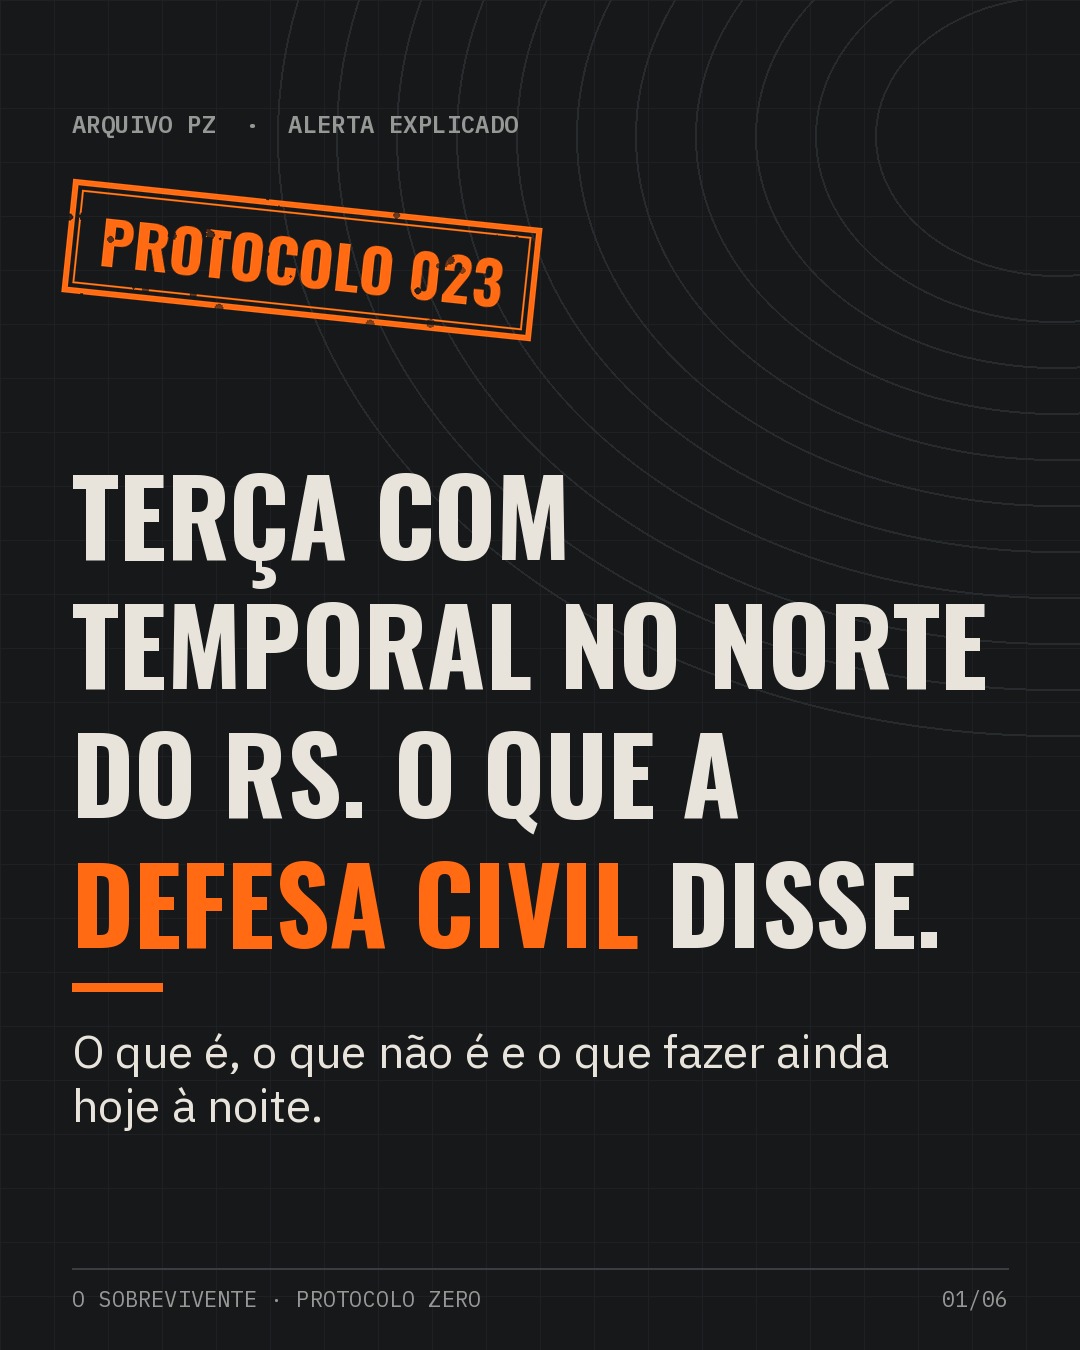 ARQUIVO PZ · ALERTA EXPLICADO
PROTOCOLO 023
TERÇA COM
TEMPORAL NO NORTE
DO RS. O QUE A
DEFESA CIVIL DISSE.
O que é, o que não é e o que fazer ainda
hoje à noite.
O SOBREVIVENTE · PROTOCOLO ZERO
01/06